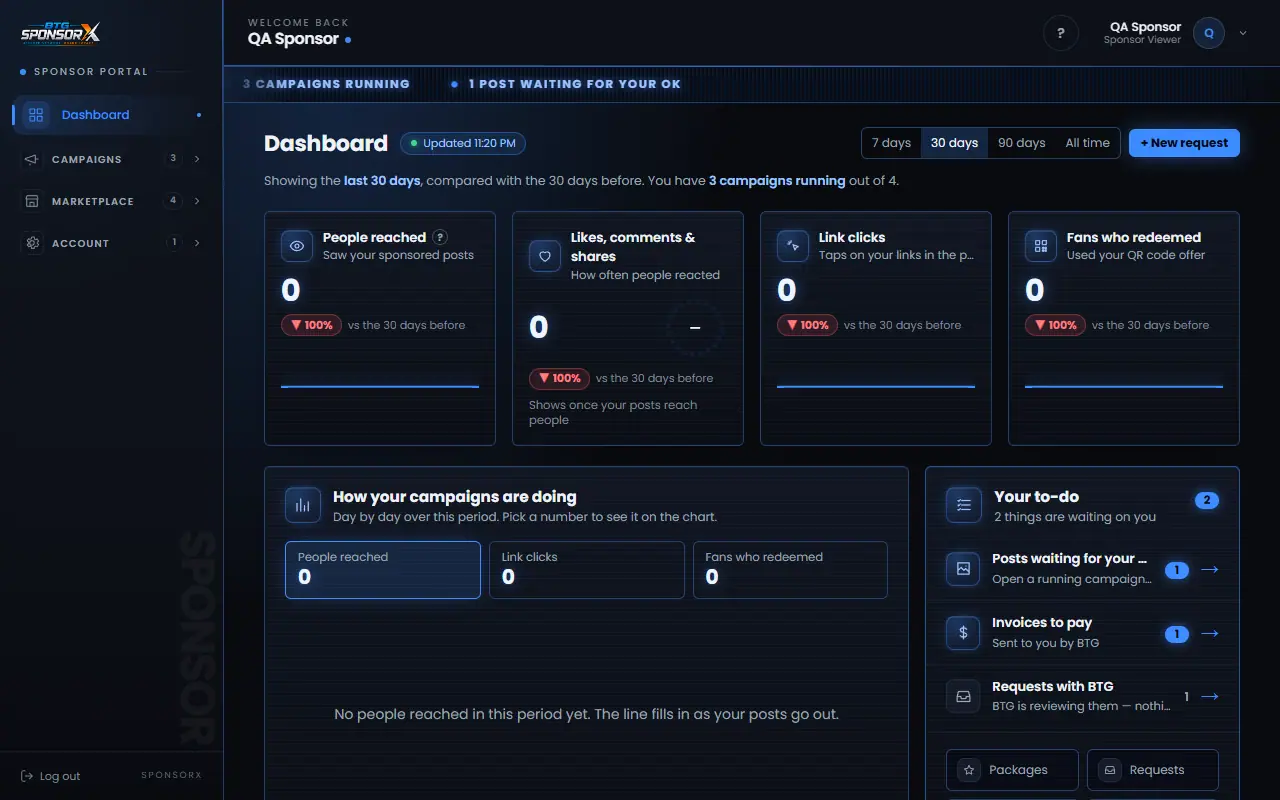 BTG
SPONSORX
SPONSOR PORTAL
Dashboard
CAMPAIGNS 3
MARKETPLACE 4
ACCOUNT 1
SPONSOR
Log out
SPONSORX
WELCOME BACK
QA Sponsor
?
QA Sponsor
Sponsor Viewer
Q
3 CAMPAIGNS RUNNING
1 POST WAITING FOR YOUR OK
Dashboard
Updated 11:20 PM
7 days
30 days
90 days
All time
+ New request
Showing the last 30 days, compared with the 30 days before. You have 3 campaigns running out of 4.
People reached ?
Saw your sponsored posts
0
▼ 100% vs the 30 days before
Likes, comments &
shares
How often people reacted
0
–
▼ 100% vs the 30 days before
Shows once your posts reach
people
Link clicks
Taps on your links in the p...
0
▼ 100% vs the 30 days before
Fans who redeemed
Used your QR code offer
0
▼ 100% vs the 30 days before
How your campaigns are doing
Day by day over this period. Pick a number to see it on the chart.
People reached
0
Link clicks
0
Fans who redeemed
0
No people reached in this period yet. The line fills in as your posts go out.
Your to-do
2
2 things are waiting on you
Posts waiting for your ...
Open a running campaign...
1 →
Invoices to pay
Sent to you by BTG
1 →
Requests with BTG
BTG is reviewing them — nothi...
1 →
Packages
Requests